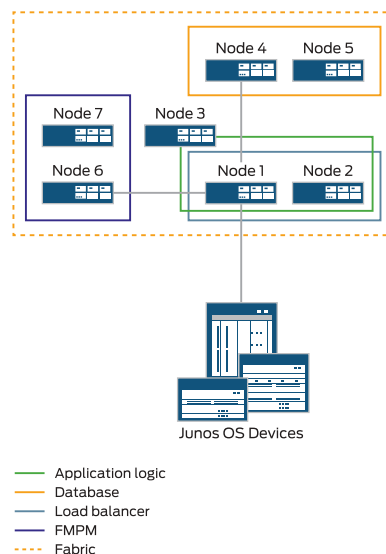 Node 4 Node 5
Node 7 Node 3
Node 6 Node 1 Node 2
Junos OS Devices
Application logic
Database
Load balancer
FMPM
Fabric